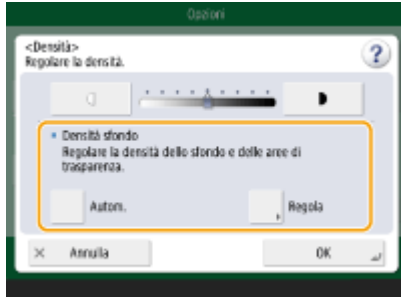 Opzioni
<Densità>
Regolare la densità.
?
Densità sfondo
Regolare la densità dello sfondo e delle aree di
trasparenza.
Autom.
Regola
× Annulla
OK